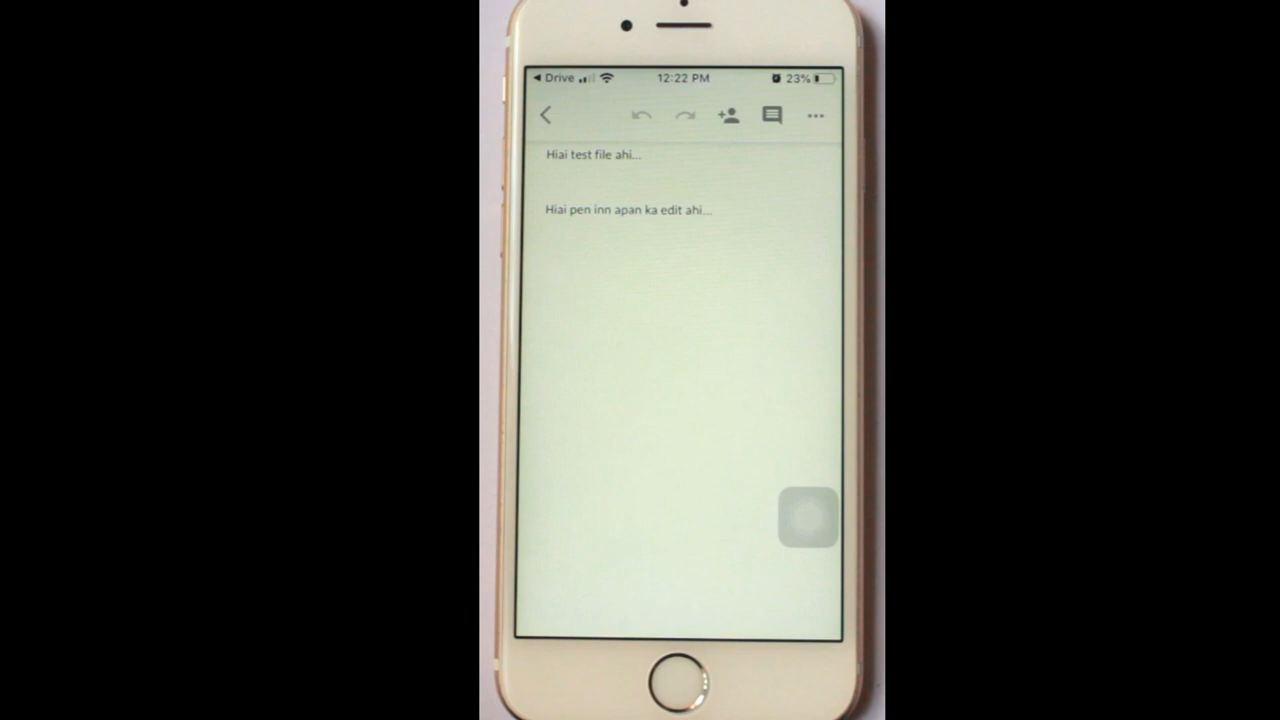 Drive 12:22 PM 23%
Hiai test file ahi...
Hiai pen inn apan ka edit ahi...